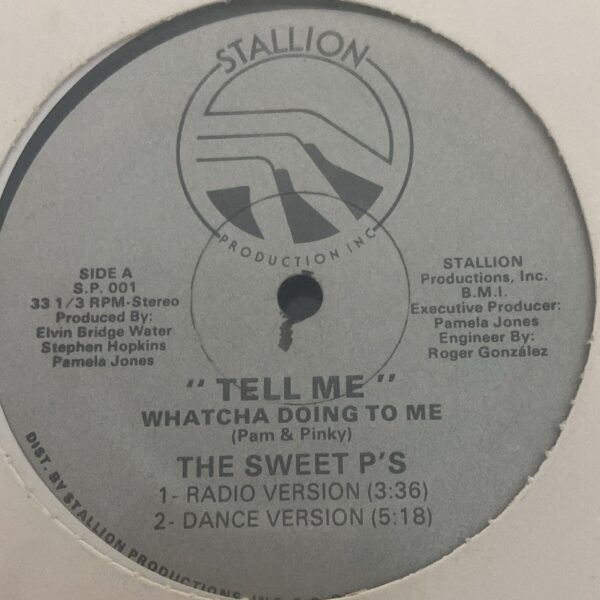 STALLION
PRODUCTION INC
SIDE A
S.P. 001
33 1/3 RPM-Stereo
Produced By:
Elvin Bridge Water
Stephen Hopkins
Pamela Jones
STALLION
Productions, Inc.
B.M.I.
Executive Producer:
Pamela Jones
Engineer By:
Roger González
" TELL ME "
WHATCHA DOING TO ME
(Pam & Pinky)
THE SWEET P'S
1- RADIO VERSION (3:36)
2- DANCE VERSION (5:18)
DIST. BY STALLION PRODUCTIONS, INC.